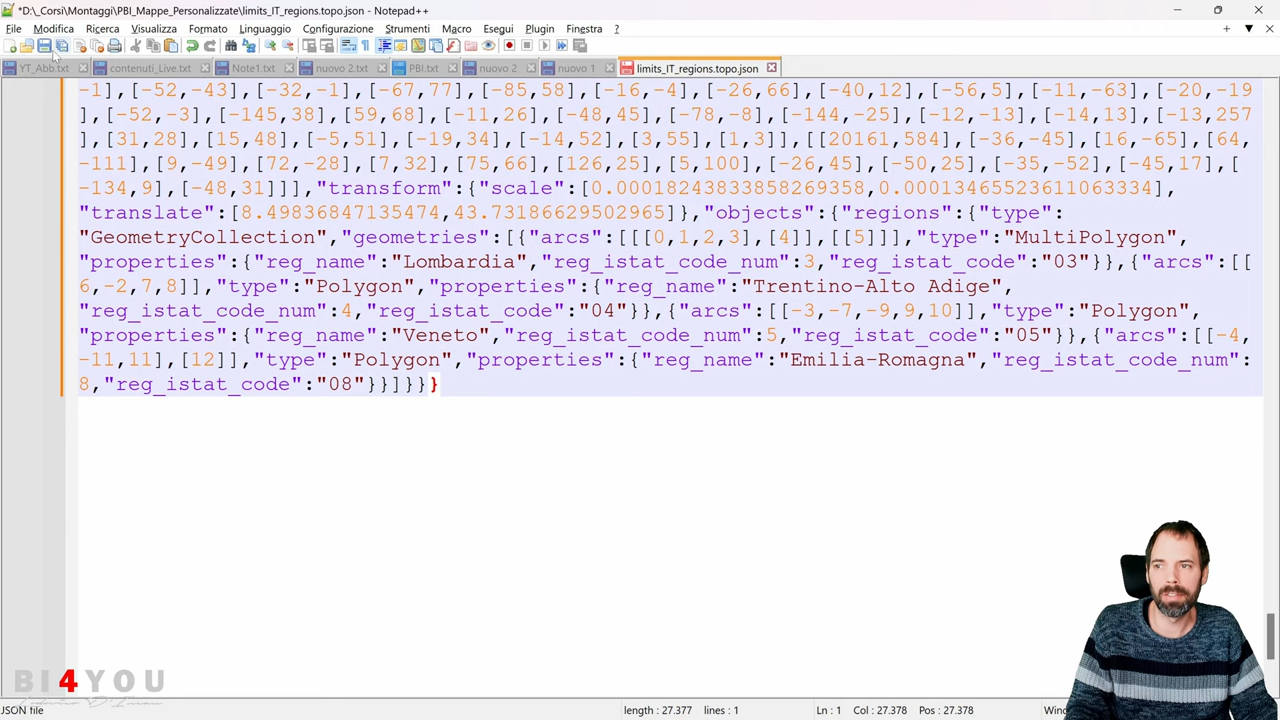 *D:\_Corsi\Montaggi\PBI_Mappe_Personalizzate\limits_IT_regions.topo.json - Notepad++
File Modifica Ricerca Visualizza Formato Linguaggio Configurazione Strumenti Macro Esegui Plugin Finestra ?
YT_Abb.txt contenuti_Live.txt Note1.txt nuovo 2.txt PBI.txt nuovo 2 nuovo 1 limits_IT_regions.topo.json
-1],[-52,-43],[-32,-1],[-67,77],[-85,58],[-16,-4],[-26,66],[-40,12],[-56,5],[-11,-63],[-20,-19
],[-52,-3],[-145,38],[59,68],[-11,26],[-48,45],[-78,-8],[-144,-25],[-12,-13],[-14,13],[-13,257
],[31,28],[15,48],[-5,51],[-19,34],[-14,52],[3,55],[1,3]],[[20161,584],[-36,-45],[16,-65],[64,
-111],[9,-49],[72,-28],[7,32],[75,66],[126,25],[5,100],[-26,45],[-50,25],[-35,-52],[-45,17],[
-134,9],[-48,31]]],"transform":{"scale":[0.00018243833858269358,0.00013465523611063334],
"translate":[8.49836847135474,43.73186629502965]},"objects":{"regions":{"type":
"GeometryCollection","geometries":[{"arcs":[[[0,1,2,3],[4]],[[5]]],"type":"MultiPolygon",
"properties":{"reg_name":"Lombardia","reg_istat_code_num":3,"reg_istat_code":"03"}},{"arcs":[[
6,-2,7,8]],"type":"Polygon","properties":{"reg_name":"Trentino-Alto Adige",
"reg_istat_code_num":4,"reg_istat_code":"04"}},{"arcs":[[-3,-7,-9,9,10]],"type":"Polygon",
"properties":{"reg_name":"Veneto","reg_istat_code_num":5,"reg_istat_code":"05"}},{"arcs":[[-4,
-11,11],[12]],"type":"Polygon","properties":{"reg_name":"Emilia-Romagna","reg_istat_code_num":
8,"reg_istat_code":"08"}}]}}}
BI4YOU
JSON file length : 27.377 lines : 1 Ln : 1 Col : 27.378 Pos : 27.378